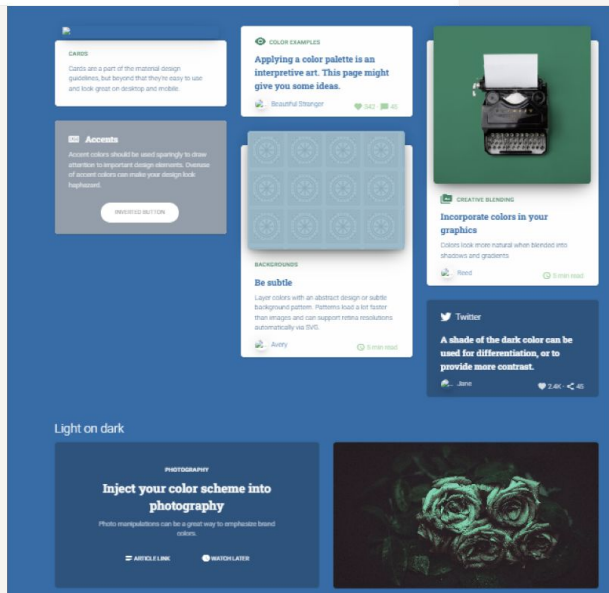 CARDS
Cards are a part of the material design
guidelines, but beyond that they're easy to use
and look great on desktop and mobile.
Accents
Accent colors should be used sparingly to draw
attention to important design elements. Overuse
of accent colors can make your design look
haphazard.
INVERTED BUTTON
COLOR EXAMPLES
Applying a color palette is an
interpretive art. This page might
give you some ideas.
Beautiful Stranger
542
45
BACKGROUNDS
Be subtle
Layer colors with an abstract design or subtle
background pattern. Patterns load a lot faster
than images and can support retina resolutions
automatically via SVG.
Avery
5 min read
CREATIVE BLENDING
Incorporate colors in your
graphics
Colors look more natural when blended into
shadows and gradients
Reed
5 min read
Twitter
A shade of the dark color can be
used for differentiation, or to
provide more contrast.
Jane
2.4K · 45
Light on dark
PHOTOGRAPHY
Inject your color scheme into
photography
Photo manipulations can be a great way to emphasize brand
colors.
ARTICLE LINK
WATCH LATER